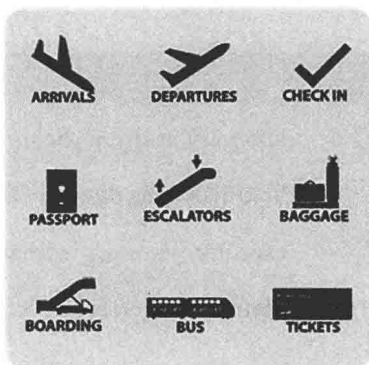 ARRIVALS
DEPARTURES
CHECK IN
PASSPORT
ESCALATORS
BAGGAGE
BOARDING
BUS
TICKETS